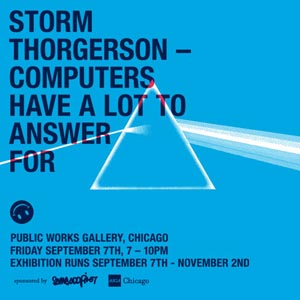 STORM
THORGERSON –
COMPUTERS
HAVE A LOT TO
ANSWER
FOR
PUBLIC WORKS GALLERY, CHICAGO
FRIDAY SEPTEMBER 7TH, 7 – 10PM
EXHIBITION RUNS SEPTEMBER 7TH - NOVEMBER 2ND
sponsored by
Chicago